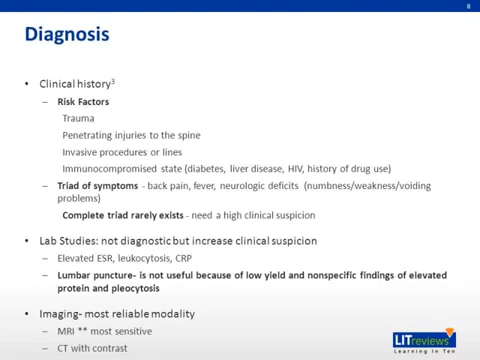 8
Diagnosis
• Clinical history3
– Risk Factors
Trauma
Penetrating injuries to the spine
Invasive procedures or lines
Immunocompromised state (diabetes, liver disease, HIV, history of drug use)
– Triad of symptoms - back pain, fever, neurologic deficits (numbness/weakness/voiding
problems)
Complete triad rarely exists - need a high clinical suspicion
• Lab Studies: not diagnostic but increase clinical suspicion
– Elevated ESR, leukocytosis, CRP
– Lumbar puncture- is not useful because of low yield and nonspecific findings of elevated
protein and pleocytosis
• Imaging- most reliable modality
– MRI ** most sensitive
– CT with contrast
LITreviews
Learning In Ten